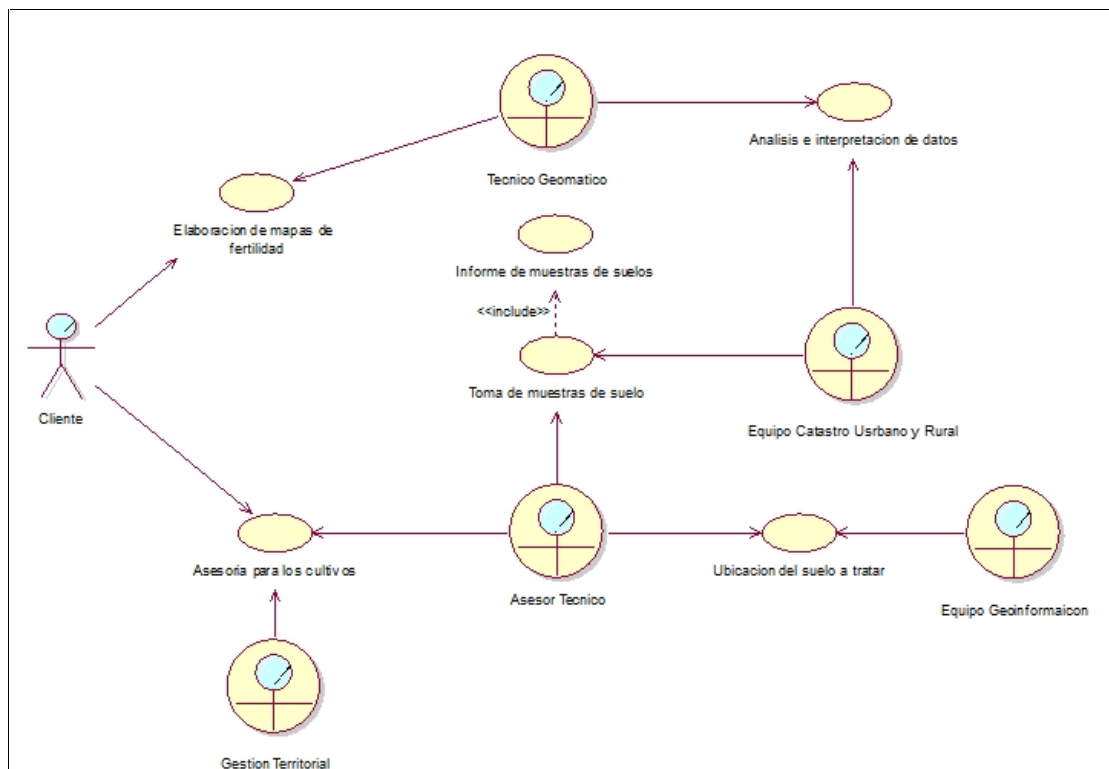 Tecnico Geomatico
Analisis e interpretacion de datos
Elaboracion de mapas de
fertilidad
Informe de muestras de suelos
<<include>>
Toma de muestras de suelo
Cliente
Equipo Catastro Usrbano y Rural
Asesoria para los cultivos
Asesor Tecnico
Ubicacion del suelo a tratar
Equipo Geoinformaicon
Gestion Territorial